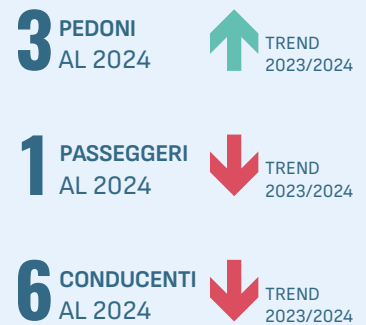 3 PEDONI
AL 2024
TREND
2023/2024
1 PASSEGGERI
AL 2024
TREND
2023/2024
6 CONDUCENTI
AL 2024
TREND
2023/2024